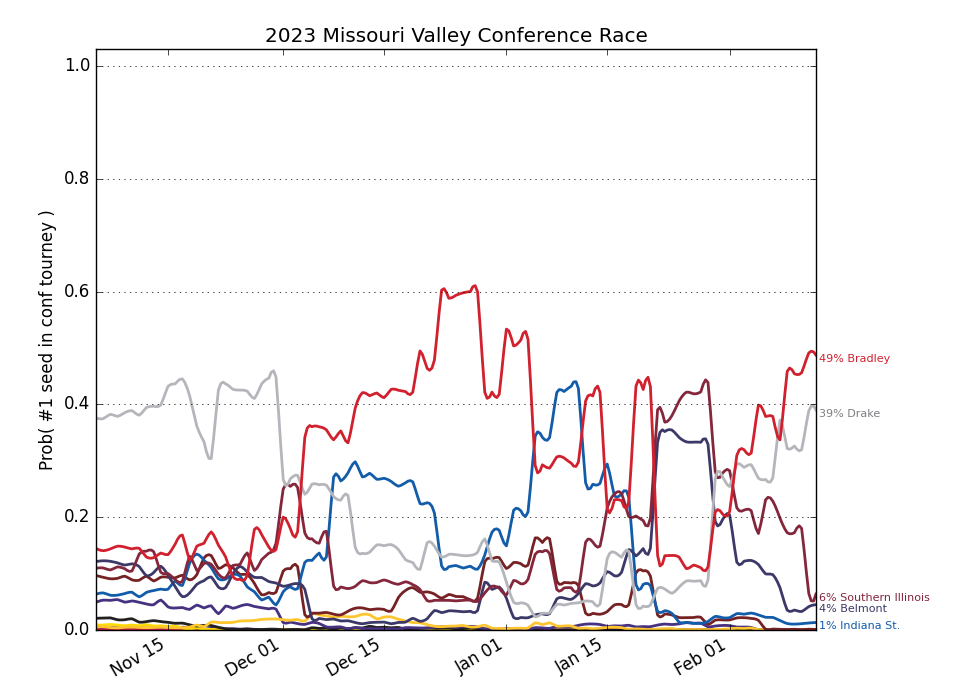 2023 Missouri Valley Conference Race
Prob( #1 seed in conf tourney )
1.0
0.8
0.6
0.4
0.2
0.0
49% Bradley
39% Drake
6% Southern Illinois
4% Belmont
1% Indiana St.
Nov 15
Dec 01
Dec 15
Jan 01
Jan 15
Feb 01